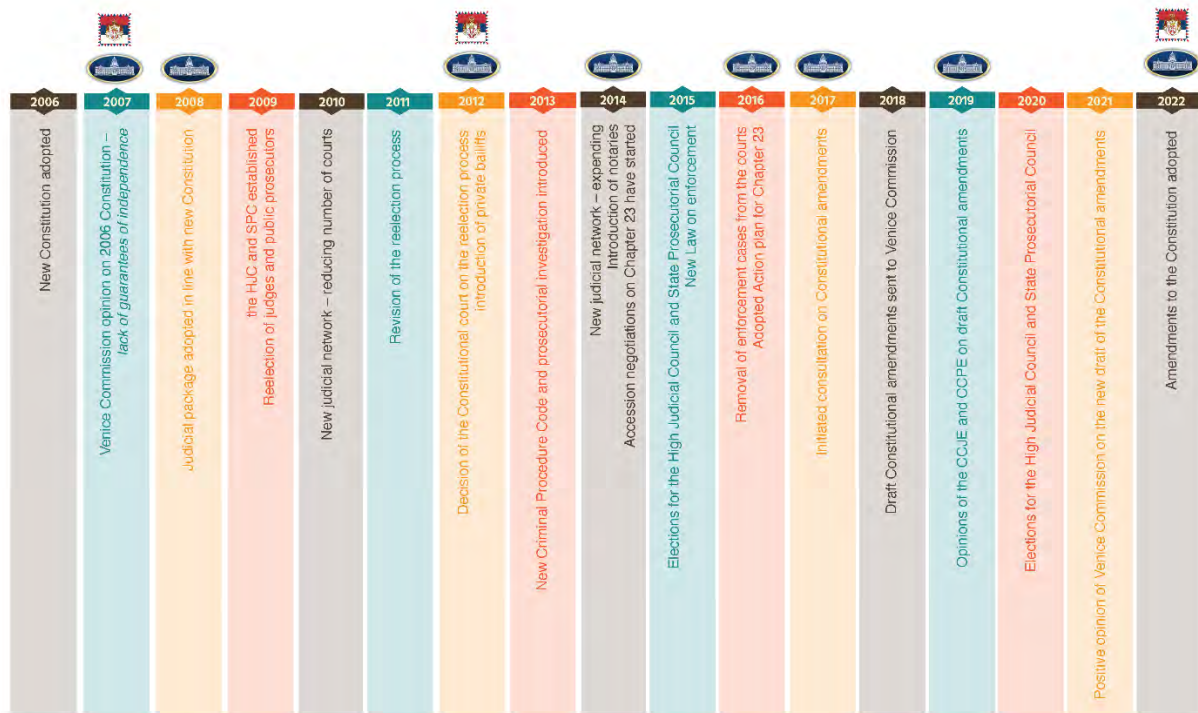 2006
New Constitution adopted
2007
Venice Commission opinion on 2006 Constitution –
lack of guarantees of independence
2008
Judicial package adopted in line with new Constitution
2009
the HJC and SPC established
Reelection of judges and public prosecutors
2010
New judicial network – reducing number of courts
2011
Revision of the reelection process
2012
Decision of the Constitutional court on the reelection process
introduction of private bailiffs
2013
New Criminal Procedure Code and prosecutorial investigation introduced
2014
New judicial network – expending
Introduction of notaries
Accession negotiations on Chapter 23 have started
2015
Elections for the High Judicial Council and State Prosecutorial Council
New Law on enforcement
2016
Removal of enforcement cases from the courts
Adopted Action plan for Chapter 23
2017
Initiated consultation on Constitutional amendments
2018
Draft Constitutional amendments sent to Venice Commission
2019
Opinions of the CCJE and CCPE on draft Constitutional amendments
2020
Elections for the High Judicial Council and State Prosecutorial Council
2021
Positive opinion of Venice Commission on the new draft of the Constitutional amendments
2022
Amendments to the Constitution adopted